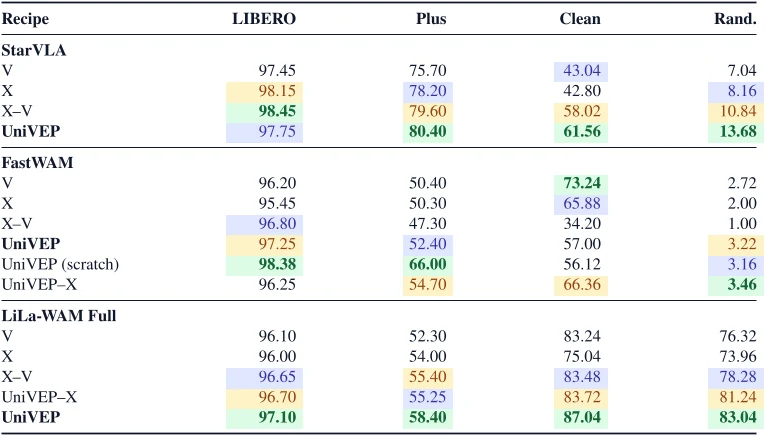 Recipe LIBERO Plus Clean Rand.
StarVLA
V 97.45 75.70 43.04 7.04
X 98.15 78.20 42.80 8.16
X–V 98.45 79.60 58.02 10.84
UniVEP 97.75 80.40 61.56 13.68
FastWAM
V 96.20 50.40 73.24 2.72
X 95.45 50.30 65.88 2.00
X–V 96.80 47.30 34.20 1.00
UniVEP 97.25 52.40 57.00 3.22
UniVEP (scratch) 98.38 66.00 56.12 3.16
UniVEP–X 96.25 54.70 66.36 3.46
LiLa-WAM Full
V 96.10 52.30 83.24 76.32
X 96.00 54.00 75.04 73.96
X–V 96.65 55.40 83.48 78.28
UniVEP–X 96.70 55.25 83.72 81.24
UniVEP 97.10 58.40 87.04 83.04